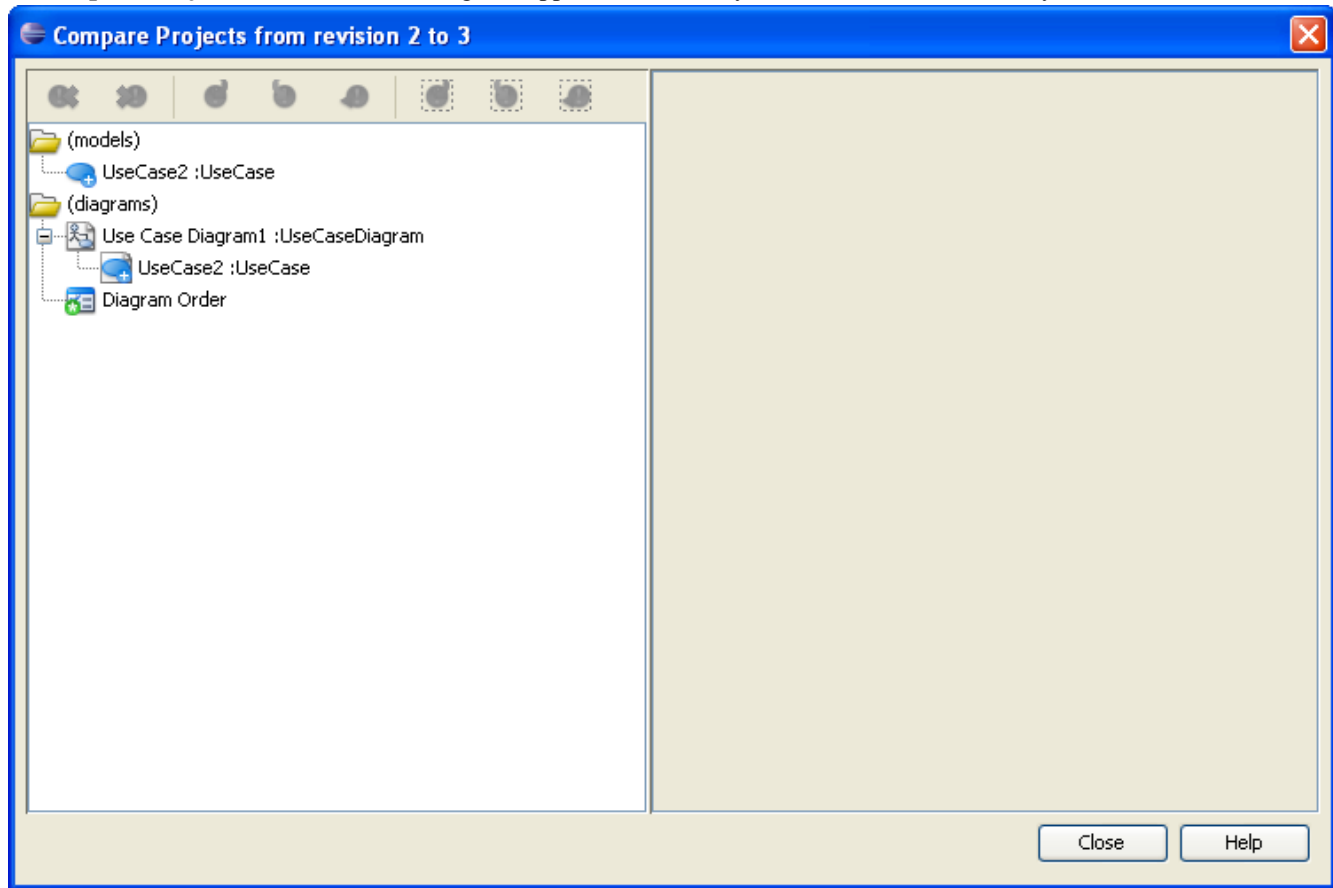 Compare Projects from revision 2 to 3
(models)
UseCase2 :UseCase
(diagrams)
Use Case Diagram1 :UseCaseDiagram
UseCase2 :UseCase
Diagram Order
Close Help